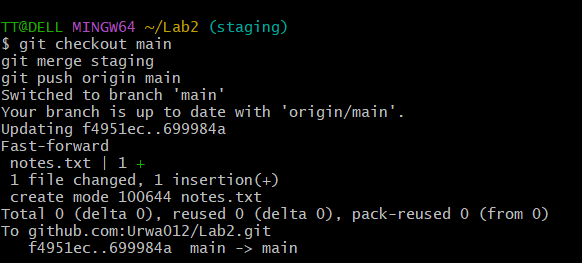 TT@DELL MINGW64 ~/Lab2 (staging)
$ git checkout main
git merge staging
git push origin main
Switched to branch 'main'
Your branch is up to date with 'origin/main'.
Updating f4951ec..699984a
Fast-forward
 notes.txt | 1 +
 1 file changed, 1 insertion(+)
 create mode 100644 notes.txt
Total 0 (delta 0), reused 0 (delta 0), pack-reused 0 (from 0)
To github.com:Urwa012/Lab2.git
   f4951ec..699984a  main -> main